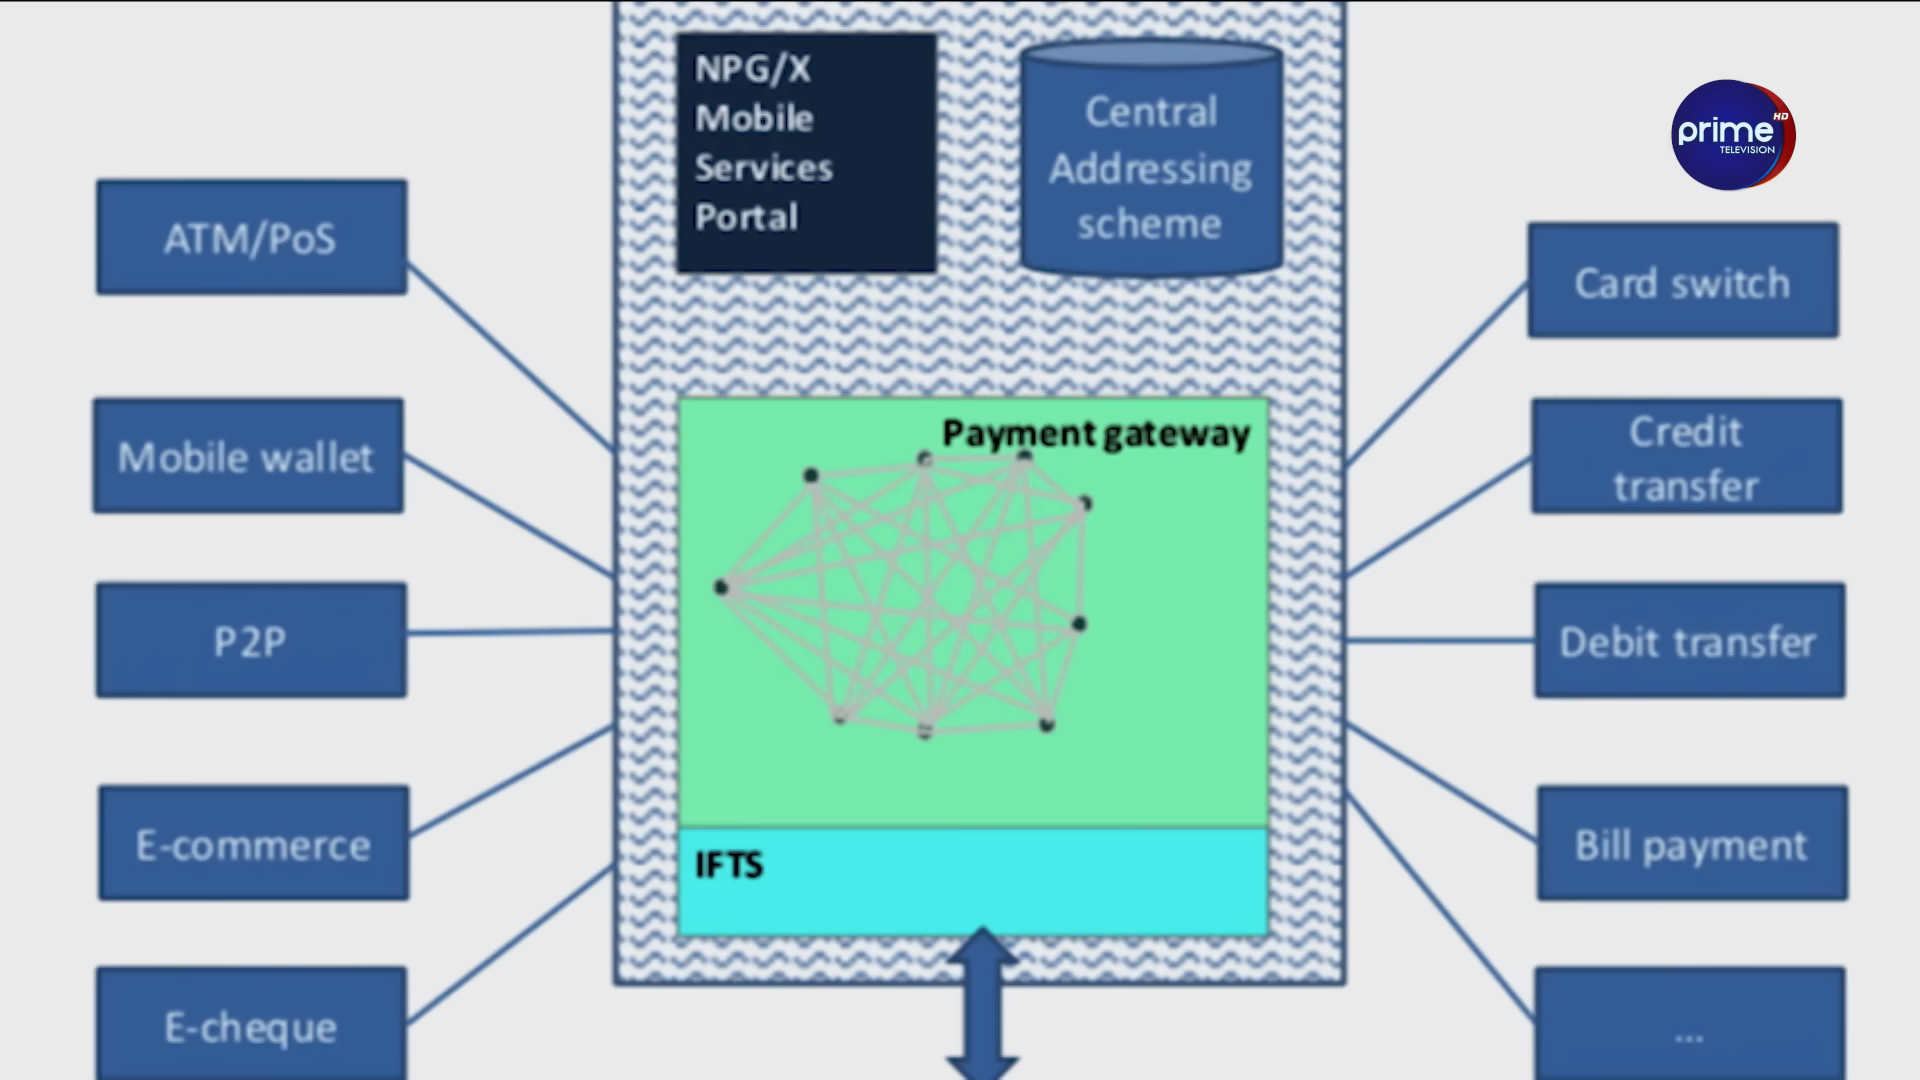 NPG/X
Mobile
Services
Portal
Central
Addressing
scheme
prime HD
TELEVISION
ATM/PoS
Mobile wallet
P2P
E-commerce
E-cheque
Payment gateway
IFTS
Card switch
Credit
transfer
Debit transfer
Bill payment
...